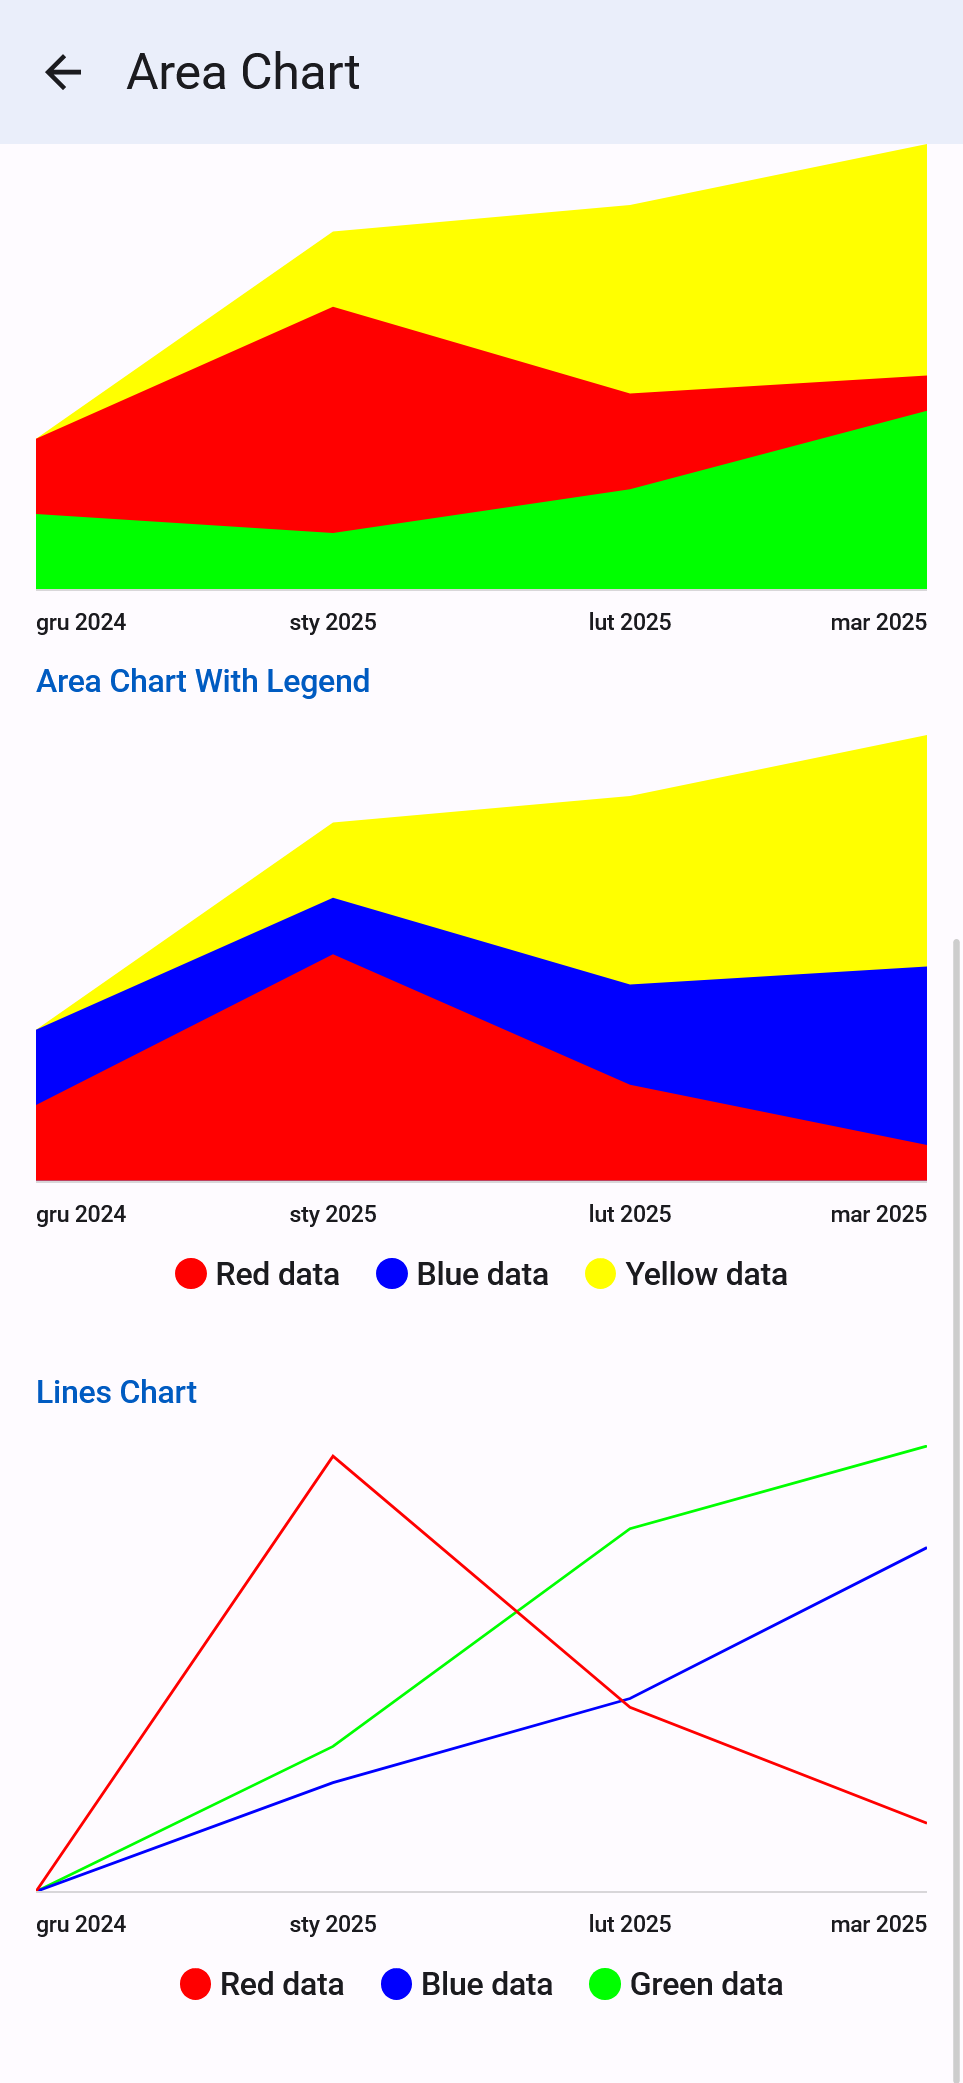 Area Chart
gru 2024 sty 2025 lut 2025 mar 2025
Area Chart With Legend
gru 2024 sty 2025 lut 2025 mar 2025
Red data Blue data Yellow data
Lines Chart
gru 2024 sty 2025 lut 2025 mar 2025
Red data Blue data Green data